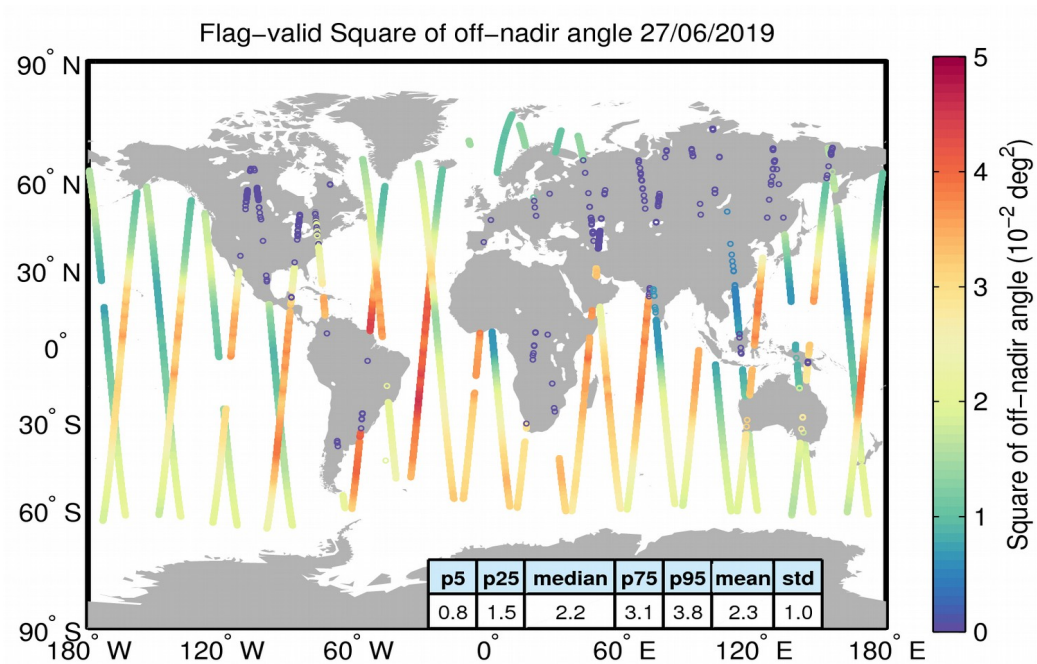 Flag−valid Square of off−nadir angle 27/06/2019
90° N
60° N
30° N
0°
30° S
60° S
90° S
180° W
120° W
60° W
0°
60° E
120° E
180° E
p5 p25 median p75 p95 mean std
0.8 1.5 2.2 3.1 3.8 2.3 1.0
5
4
3
2
1
0
Square of off−nadir angle (10⁻² deg²)